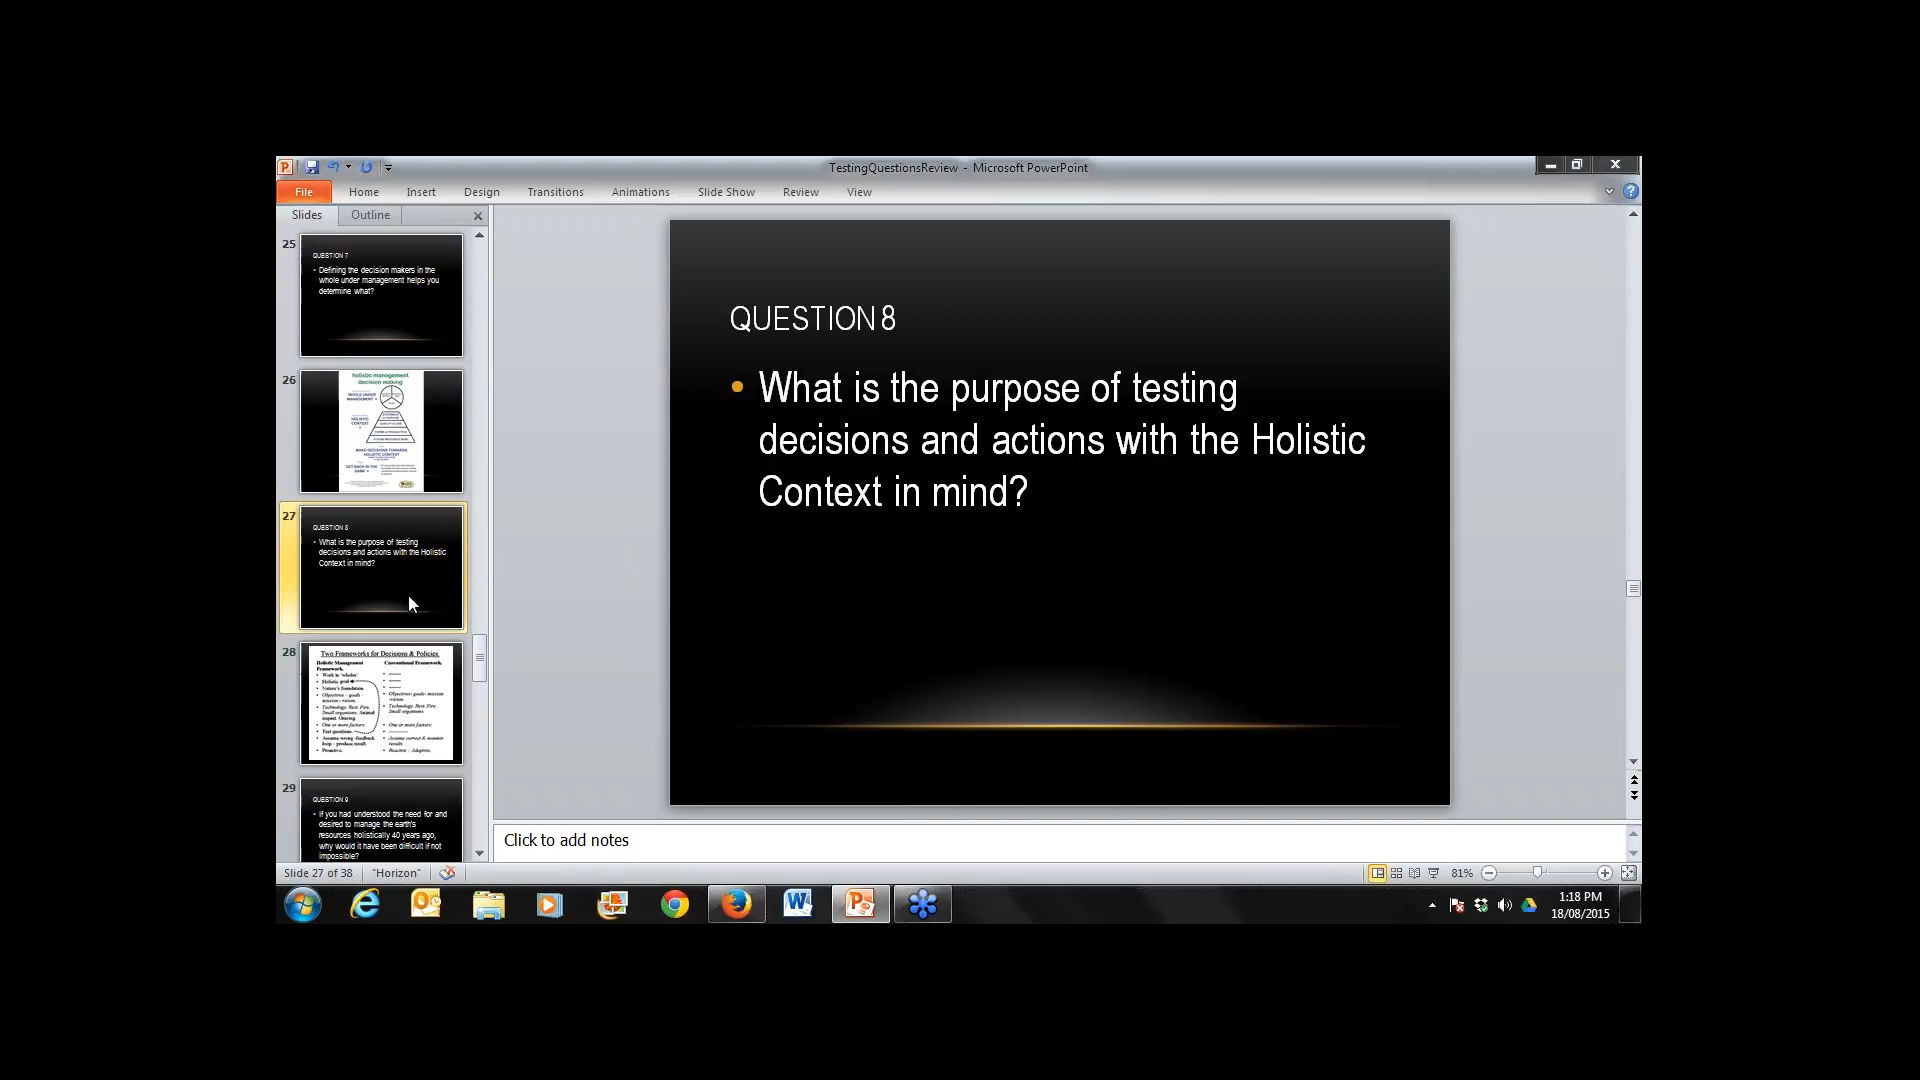 TestingQuestionsReview - Microsoft PowerPoint
File Home Insert Design Transitions Animations Slide Show Review View
Slides Outline
25
QUESTION 7
• Defining the decision makers in the
whole under management helps you
determine what?
26
holistic management
decision making
WHOLE UNDER
MANAGEMENT
HOLISTIC
CONTEXT
MAKE DECISIONS TOWARDS
HOLISTIC CONTEXT
GET BACK IN THE
GAME
27
QUESTION 8
• What is the purpose of testing
decisions and actions with the Holistic
Context in mind?
28
Two Frameworks for Decisions & Policies.
Holistic Management
Framework.
• Work in 'wholes'
• Holistic goal
• Nature's foundation.
• Objectives - goals -
mission - vision.
• Technology, Rest, Fire,
Small organisms, Animal
impact, Grazing.
• One or more factors:
• Test questions.
• Assume wrong -feedback
loop - produce result.
• Proactive.
Conventional Framework.
• Objectives- goals- mission
-vision.
• Technology, Rest, Fire,
Small organisms.
• One or more factors:
• Assume correct & monitor
results
• Reactive - Adaptive.
29
QUESTION 9
• If you had understood the need for and
desired to manage the earth's
resources holistically 40 years ago,
why would it have been difficult if not
impossible?
QUESTION 8
• What is the purpose of testing
decisions and actions with the Holistic
Context in mind?
Click to add notes
Slide 27 of 38 "Horizon" 81%
1:18 PM
18/08/2015